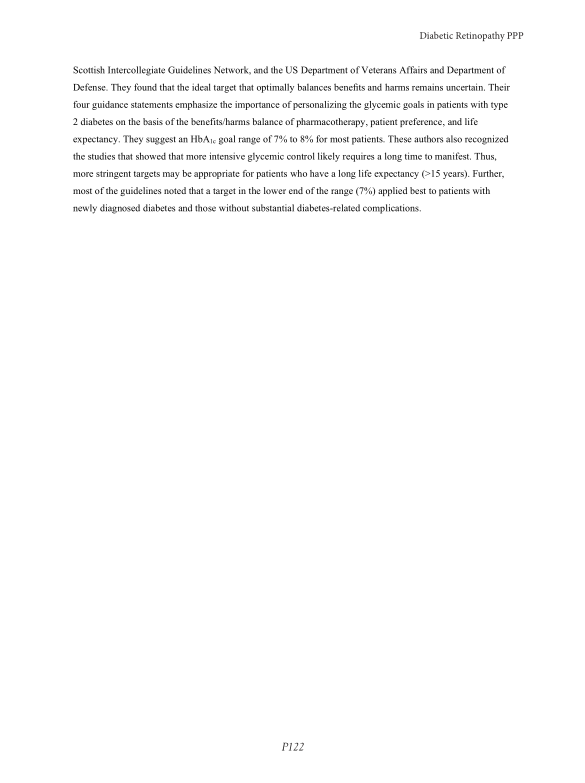 Diabetic Retinopathy PPP
Scottish Intercollegiate Guidelines Network, and the US Department of Veterans Affairs and Department of
Defense. They found that the ideal target that optimally balances benefits and harms remains uncertain. Their
four guidance statements emphasize the importance of personalizing the glycemic goals in patients with type
2 diabetes on the basis of the benefits/harms balance of pharmacotherapy, patient preference, and life
expectancy. They suggest an HbA1c goal range of 7% to 8% for most patients. These authors also recognized
the studies that showed that more intensive glycemic control likely requires a long time to manifest. Thus,
more stringent targets may be appropriate for patients who have a long life expectancy (>15 years). Further,
most of the guidelines noted that a target in the lower end of the range (7%) applied best to patients with
newly diagnosed diabetes and those without substantial diabetes-related complications.
P122